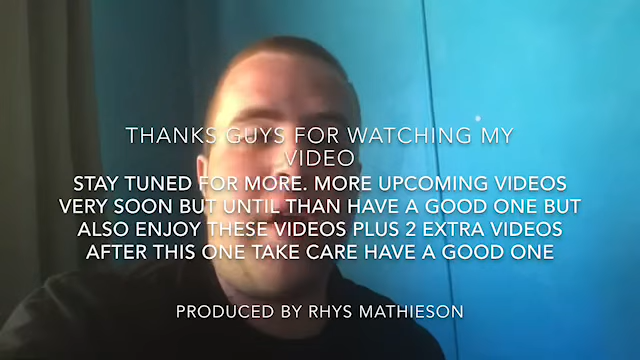 THANKS GUYS FOR WATCHING MY
VIDEO
STAY TUNED FOR MORE. MORE UPCOMING VIDEOS
VERY SOON BUT UNTIL THAN HAVE A GOOD ONE BUT
ALSO ENJOY THESE VIDEOS PLUS 2 EXTRA VIDEOS
AFTER THIS ONE TAKE CARE HAVE A GOOD ONE
PRODUCED BY RHYS MATHIESON